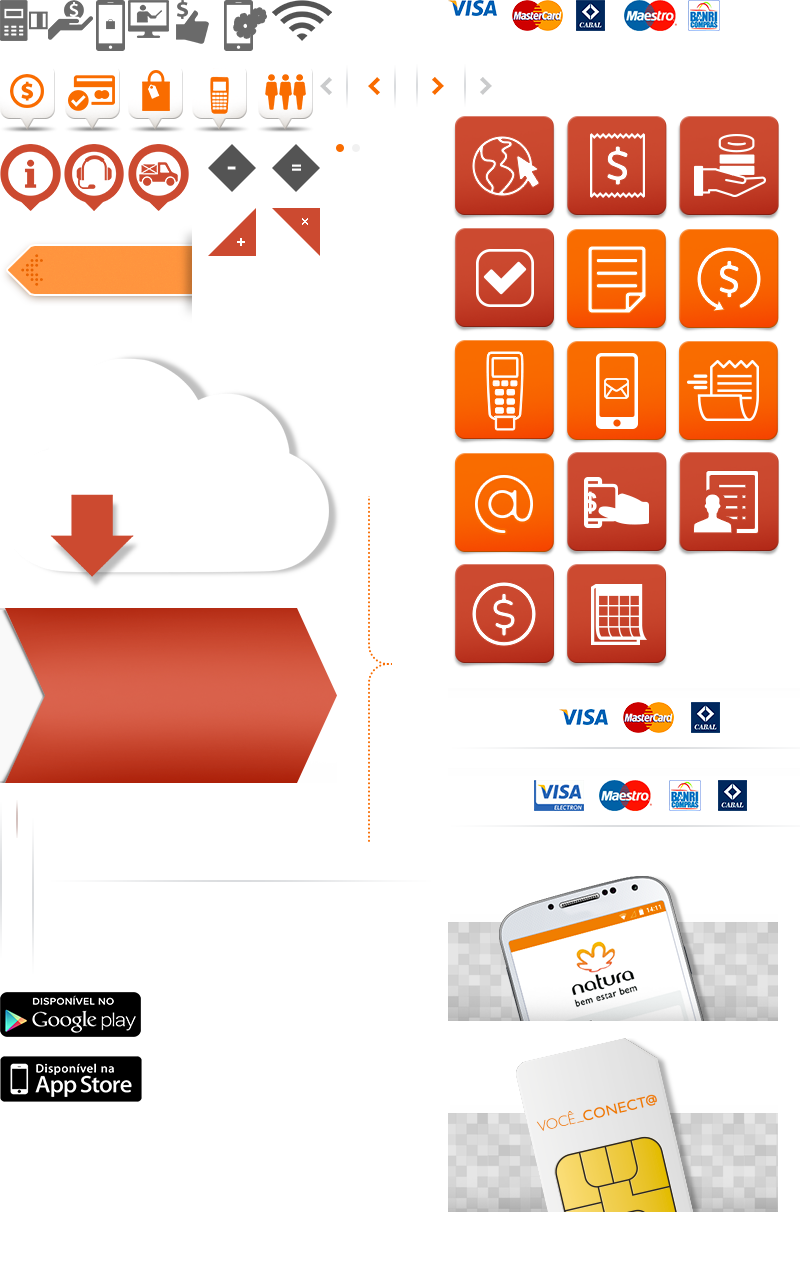 VISA
MasterCard
CABAL
Maestro
BANRI
COMPRAS
VISA
MasterCard
CABAL
VISA
ELECTRON
Maestro
BANRI
COMPRAS
CABAL
14:11
natura
bem estar bem
DISPONÍVEL NO
Google play
Disponível na
App Store
VOCÊ_CONECT@